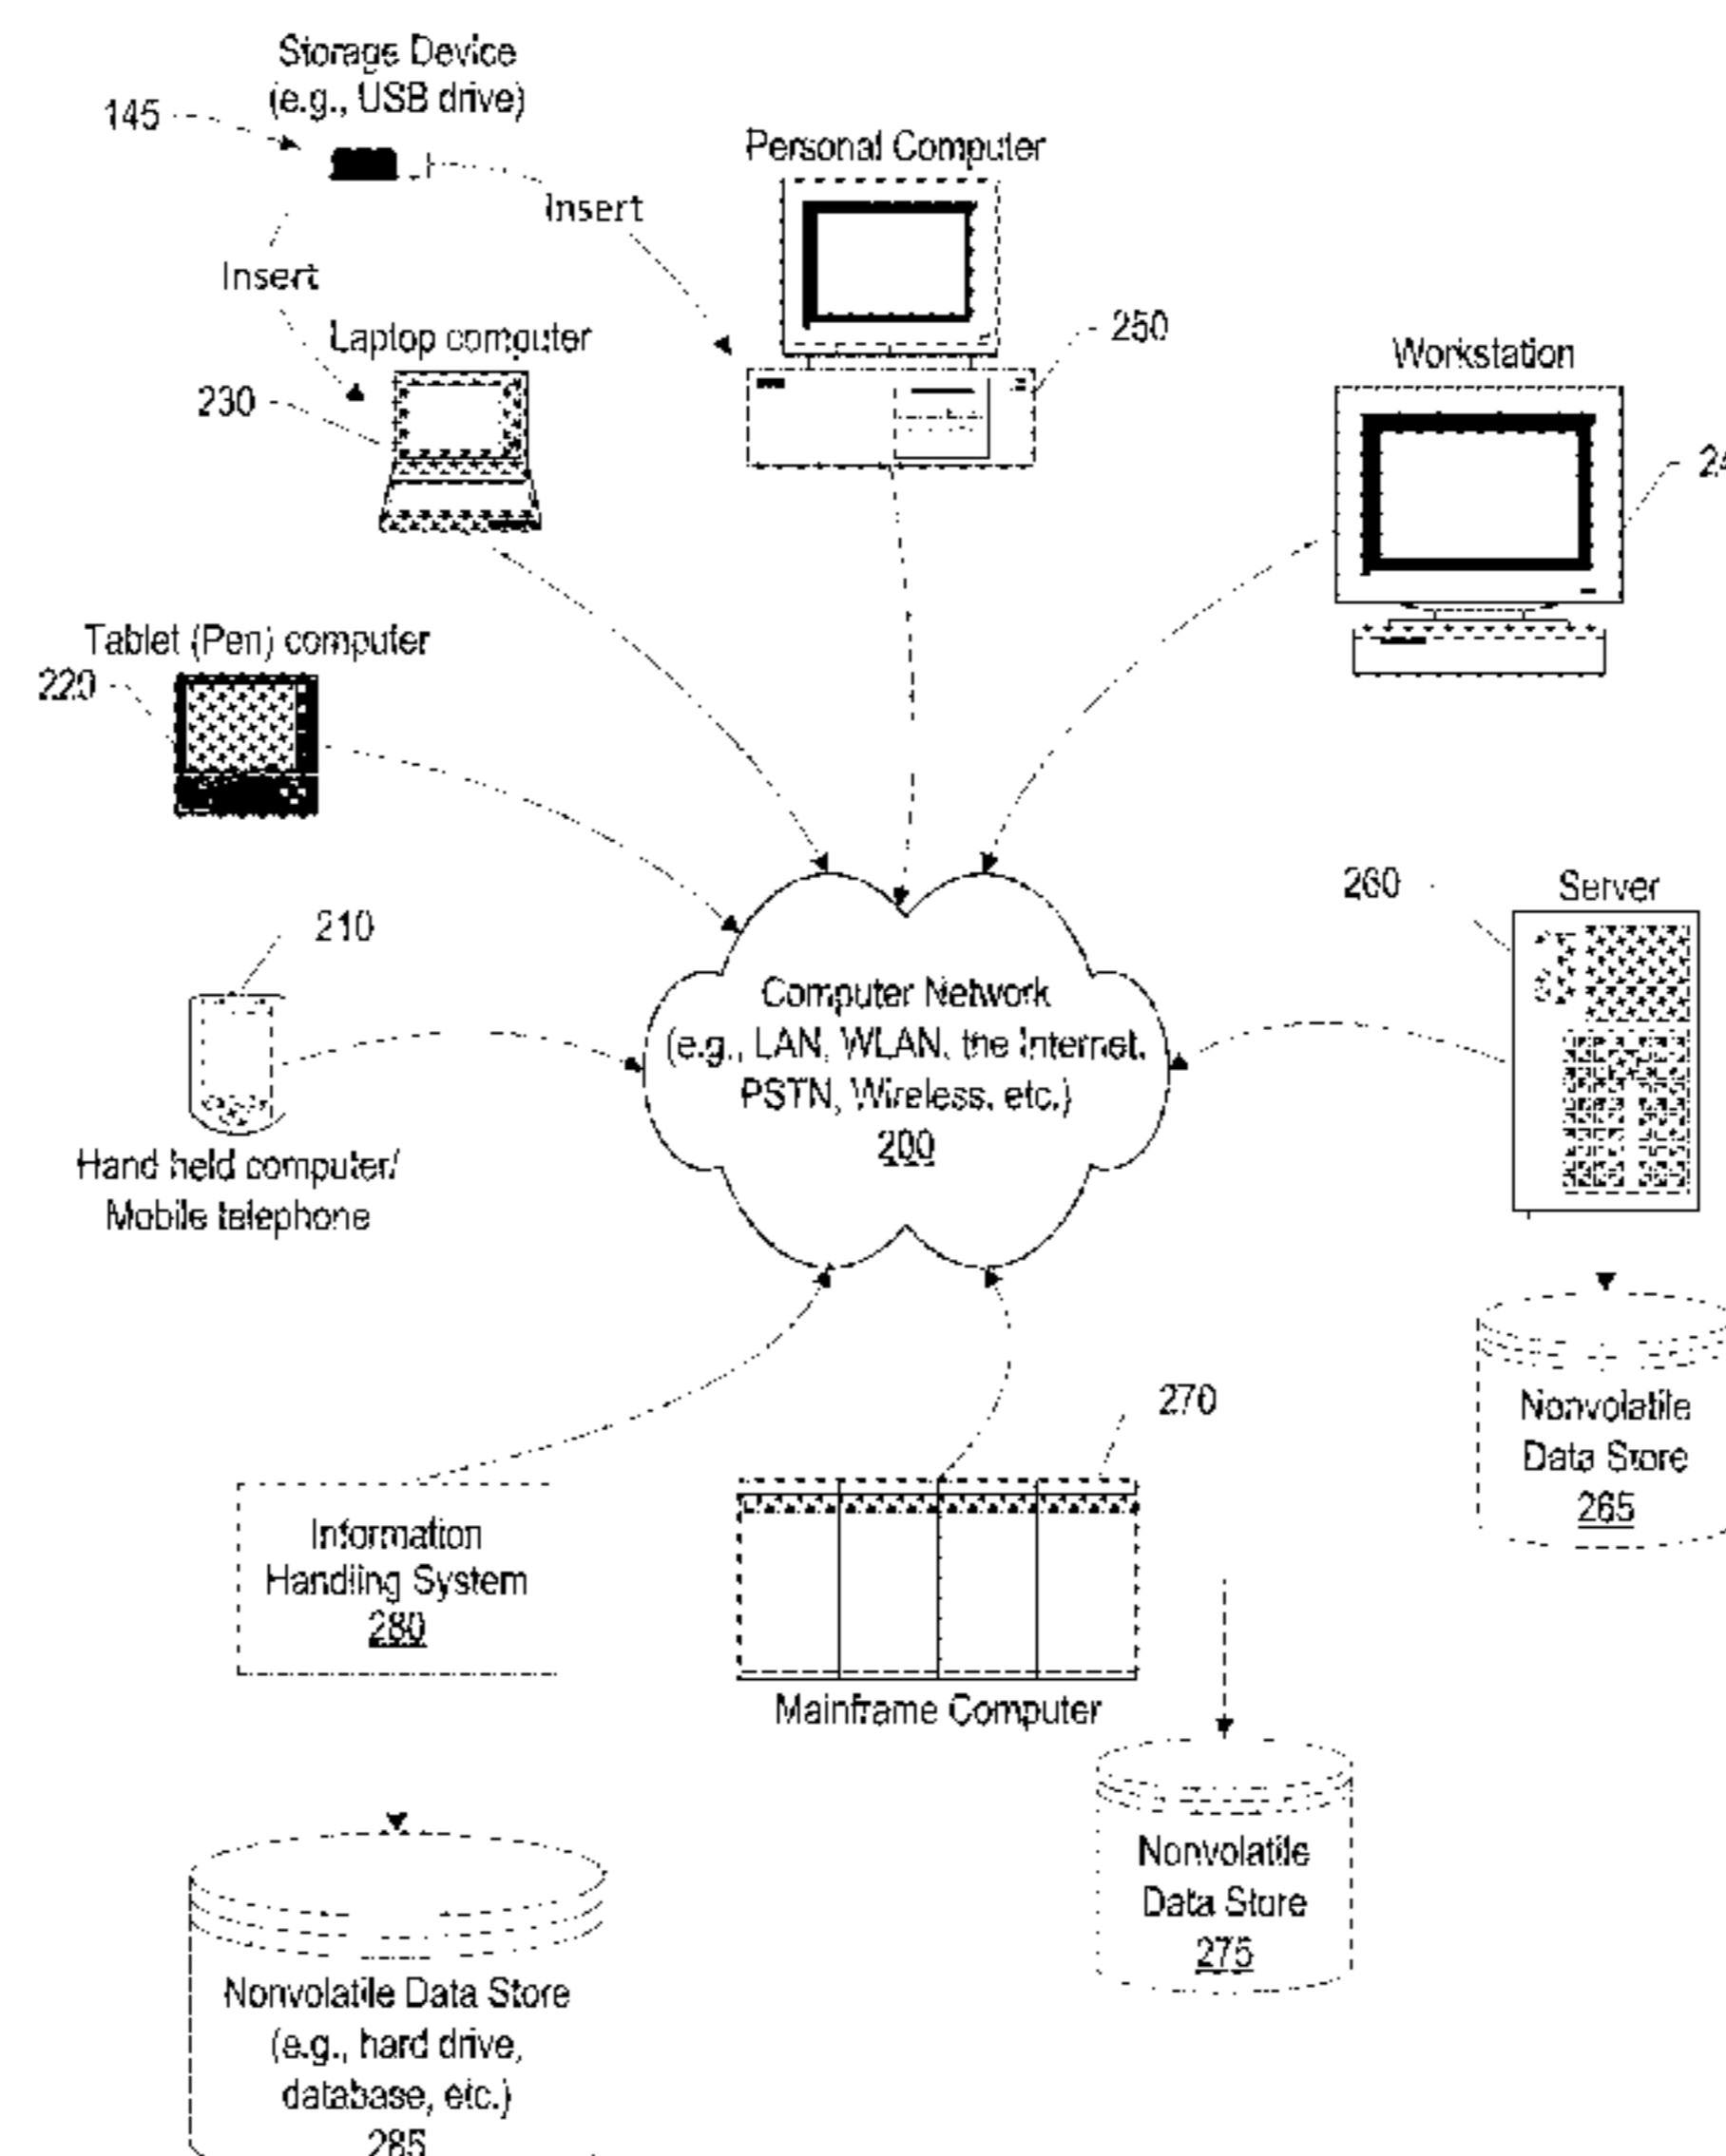 Storage Device
(e.g., USB drive)
145
Personal Computer
Insert
Insert
Laptop computer
250
Workstation
230
Tablet (Pen) computer
220
260
Server
210
Computer Network
(e.g., LAN, WLAN, the Internet,
PSTN, Wireless, etc.)
200
Hand held computer/
Mobile telephone
270
Nonvolatile
Data Store
265
Information
Handling System
280
Mainframe Computer
Nonvolatile
Data Store
275
Nonvolatile Data Store
(e.g., hard drive,
database, etc.)
285